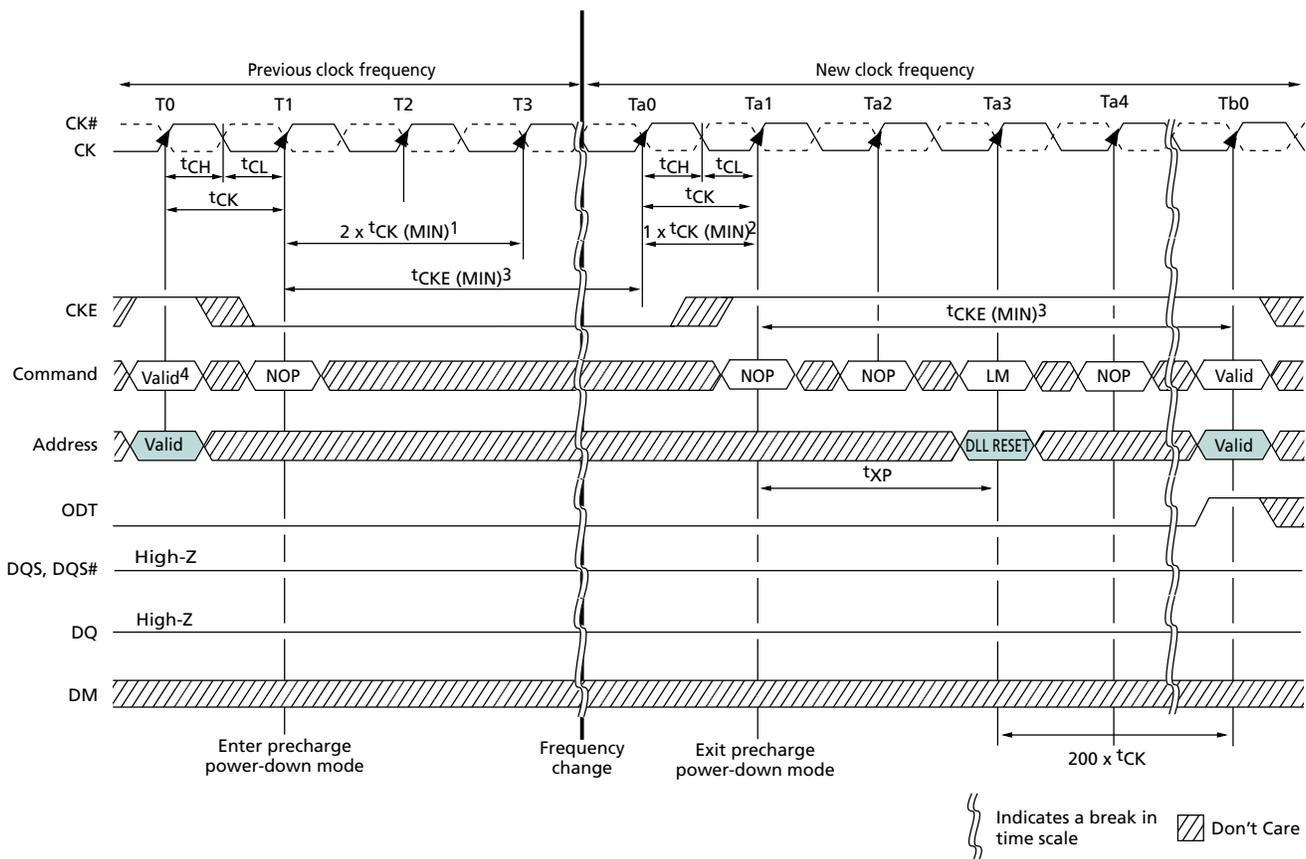 Previous clock frequency
New clock frequency
T0 T1 T2 T3 Ta0 Ta1 Ta2 Ta3 Ta4 Tb0
CK#
CK
tCH tCL tCH tCL
tCK tCK
2 x tCK (MIN)1 1 x tCK (MIN)2
tCKE (MIN)3
CKE
tCKE (MIN)3
Command Valid4 NOP NOP NOP LM NOP Valid
Address Valid DLL RESET Valid
tXP
ODT
High-Z
DQS, DQS#
High-Z
DQ
DM
Enter precharge
power-down mode
Frequency
change
Exit precharge
power-down mode
200 x tCK
Indicates a break in
time scale
Don't Care